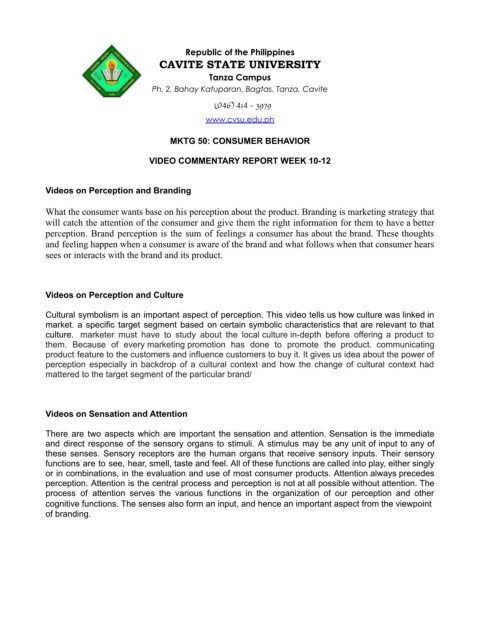 Republic of the Philippines
CAVITE STATE UNIVERSITY
Tanza Campus
Ph. 2, Bahay Katuparan, Bagtas, Tanza, Cavite
(046) 414 - 3979
www.cvsu.edu.ph
MKTG 50: CONSUMER BEHAVIOR
VIDEO COMMENTARY REPORT WEEK 10-12
Videos on Perception and Branding
What the consumer wants base on his perception about the product. Branding is marketing strategy that
will catch the attention of the consumer and give them the right information for them to have a better
perception. Brand perception is the sum of feelings a consumer has about the brand. These thoughts
and feeling happen when a consumer is aware of the brand and what follows when that consumer hears
sees or interacts with the brand and its product.
Videos on Perception and Culture
Cultural symbolism is an important aspect of perception. This video tells us how culture was linked in
market. a specific target segment based on certain symbolic characteristics that are relevant to that
culture. marketer must have to study about the local culture in-depth before offering a product to
them. Because of every marketing promotion has done to promote the product. communicating
product feature to the customers and influence customers to buy it. It gives us idea about the power of
perception especially in backdrop of a cultural context and how the change of cultural context had
mattered to the target segment of the particular brand/
Videos on Sensation and Attention
There are two aspects which are important the sensation and attention. Sensation is the immediate
and direct response of the sensory organs to stimuli. A stimulus may be any unit of input to any of
these senses. Sensory receptors are the human organs that receive sensory inputs. Their sensory
functions are to see, hear, smell, taste and feel. All of these functions are called into play, either singly
or in combinations, in the evaluation and use of most consumer products. Attention always precedes
perception. Attention is the central process and perception is not at all possible without attention. The
process of attention serves the various functions in the organization of our perception and other
cognitive functions. The senses also form an input, and hence an important aspect from the viewpoint
of branding.